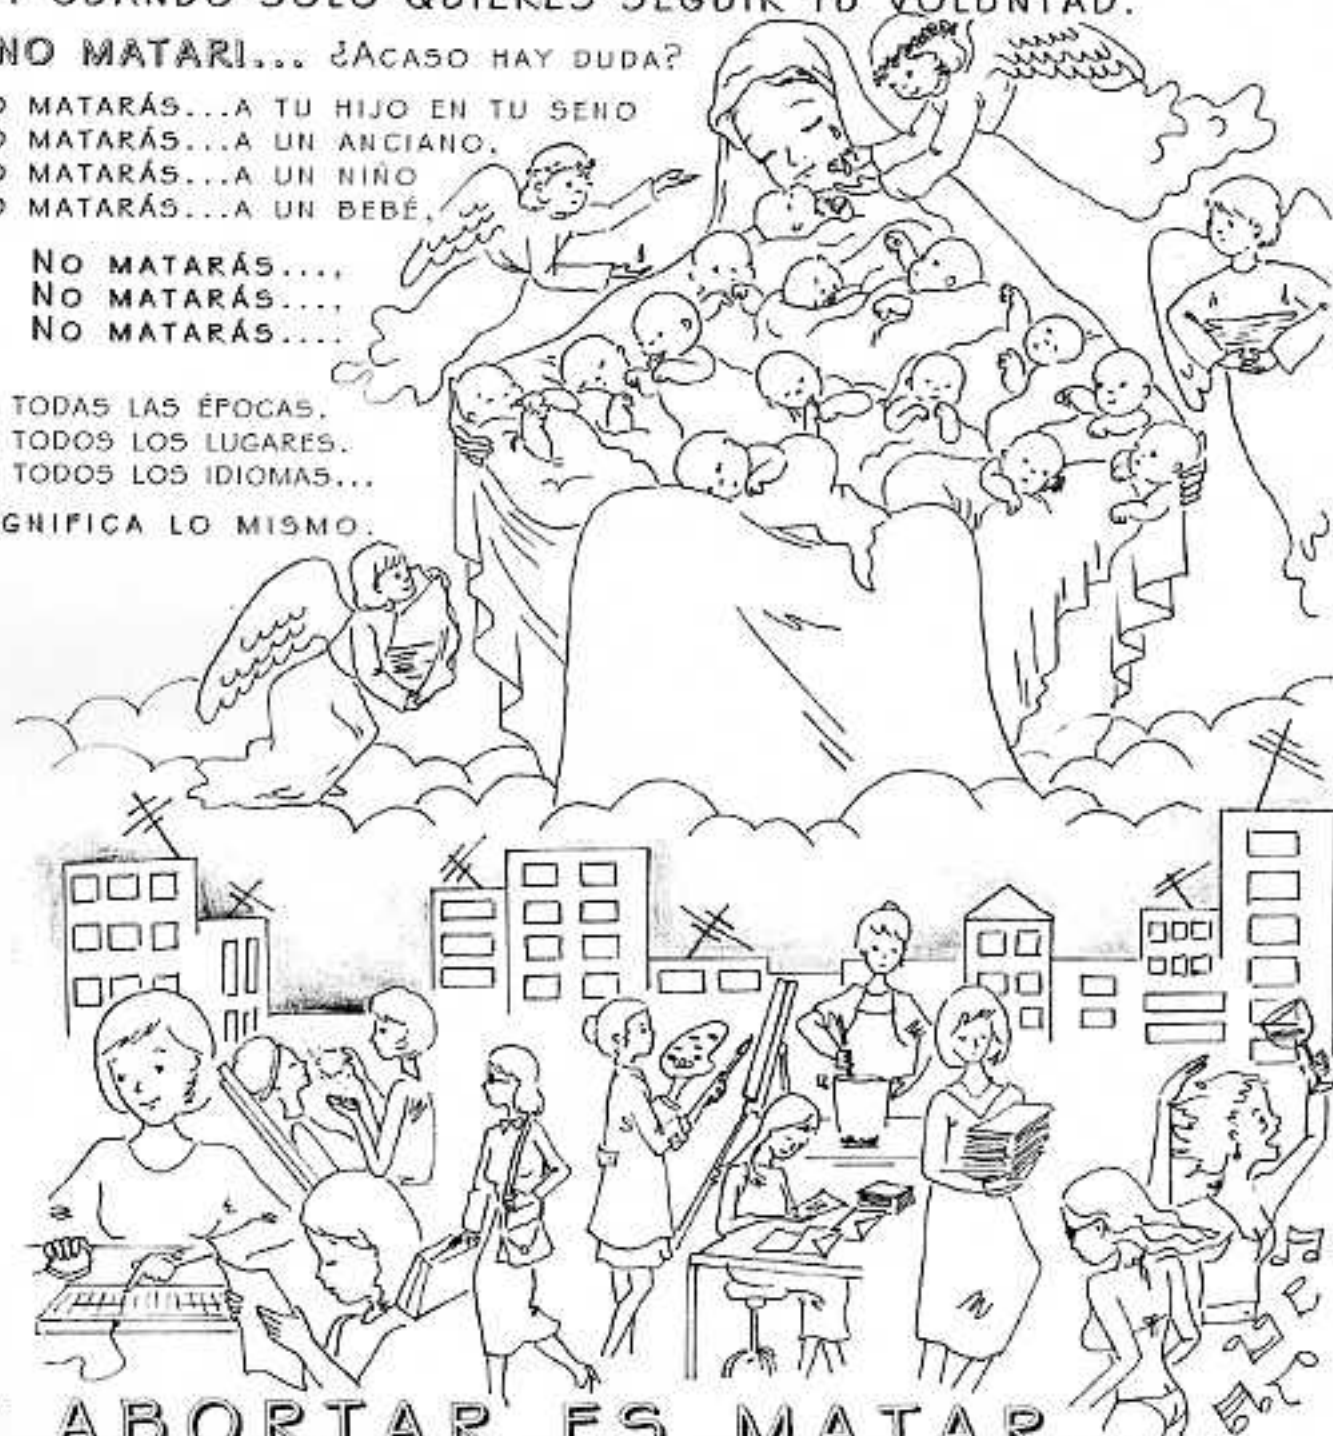 CUANDO SOLO QUIERES SEGUIR TU VOLUNTAD.
NO MATARI... ¿ACASO HAY DUDA?
MATARÁS...A TU HIJO EN TU SENO
MATARÁS...A UN ANCIANO.
MATARÁS...A UN NIÑO
MATARÁS...A UN BEBÉ.
NO MATARÁS....
NO MATARÁS....
NO MATARÁS....
TODAS LAS ÉPOCAS.
TODOS LOS LUGARES.
TODOS LOS IDIOMAS...
GNIFICA LO MISMO.
ABORTAR ES MATAR